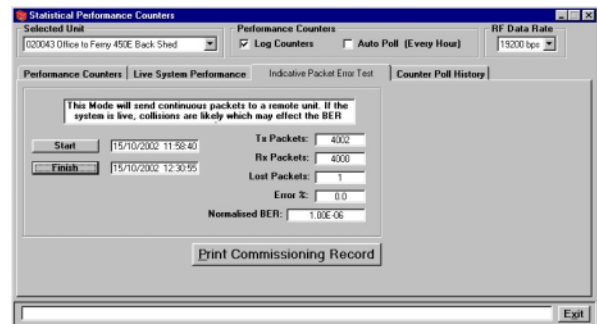 Statistical Performance Counters
Selected Unit
020043 Office to Ferny 450E Back Shed
Performance Counters
Log Counters
Auto Poll (Every Hour)
RF Data Rate
19200 bps
Performance Counters
Live System Performance
Indicative Packet Error Test
Counter Poll History
This Mode will send continuous packets to a remote unit. If the
system is live, collisions are likely which may effect the BER
Start
15/10/2002 11:58:40
Finish
15/10/2002 12:30:55
Tx Packets: 4002
Rx Packets: 4000
Lost Packets: 1
Error %: 0.0
Normalised BER: 1.00E-06
Print Commissioning Record
Exit